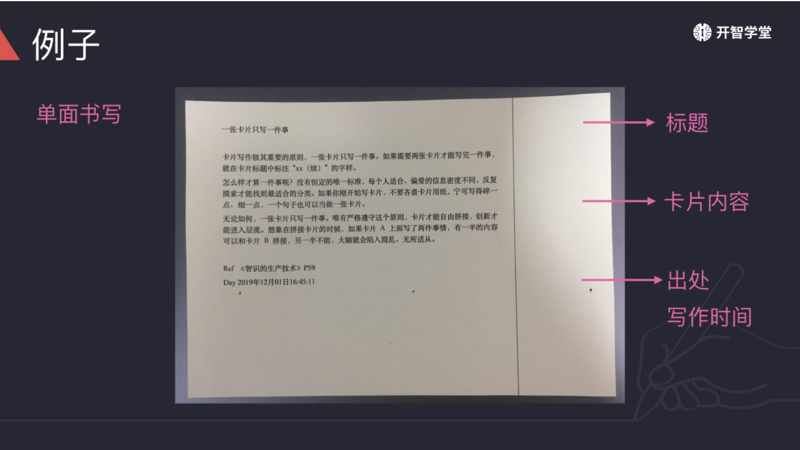 例子
开智学堂
单面书写
一张卡片只写一件事
卡片写作极其重要的原则，一张卡片只写一件事。如果需要两张卡片才能写完一件事，
就在卡片标题中标注“xx（续）”的字样。
怎么样才算一件事呢？没有恒定的唯一标准，每个人适合、偏爱的信息密度不同，反复
摸索才能找到最适合的分类。如果你刚开始写卡片，不要吝啬卡片用纸，宁可写得碎一
点、细一点，一个句子也可以当做一张卡片。
无论如何，一张卡片只写一件事。唯有严格遵守这个原则，卡片才能自由拼接，创新才
能进入层流。想象在拼接卡片的时候，如果卡片 A 上面写了两件事情，有一半的内容
可以和卡片 B 拼接，另一半不能，大脑就会陷入混乱、无所适从。
Ref 《智识的生产技术》P59
Day 2019年12月01日16:45:11
标题
卡片内容
出处
写作时间